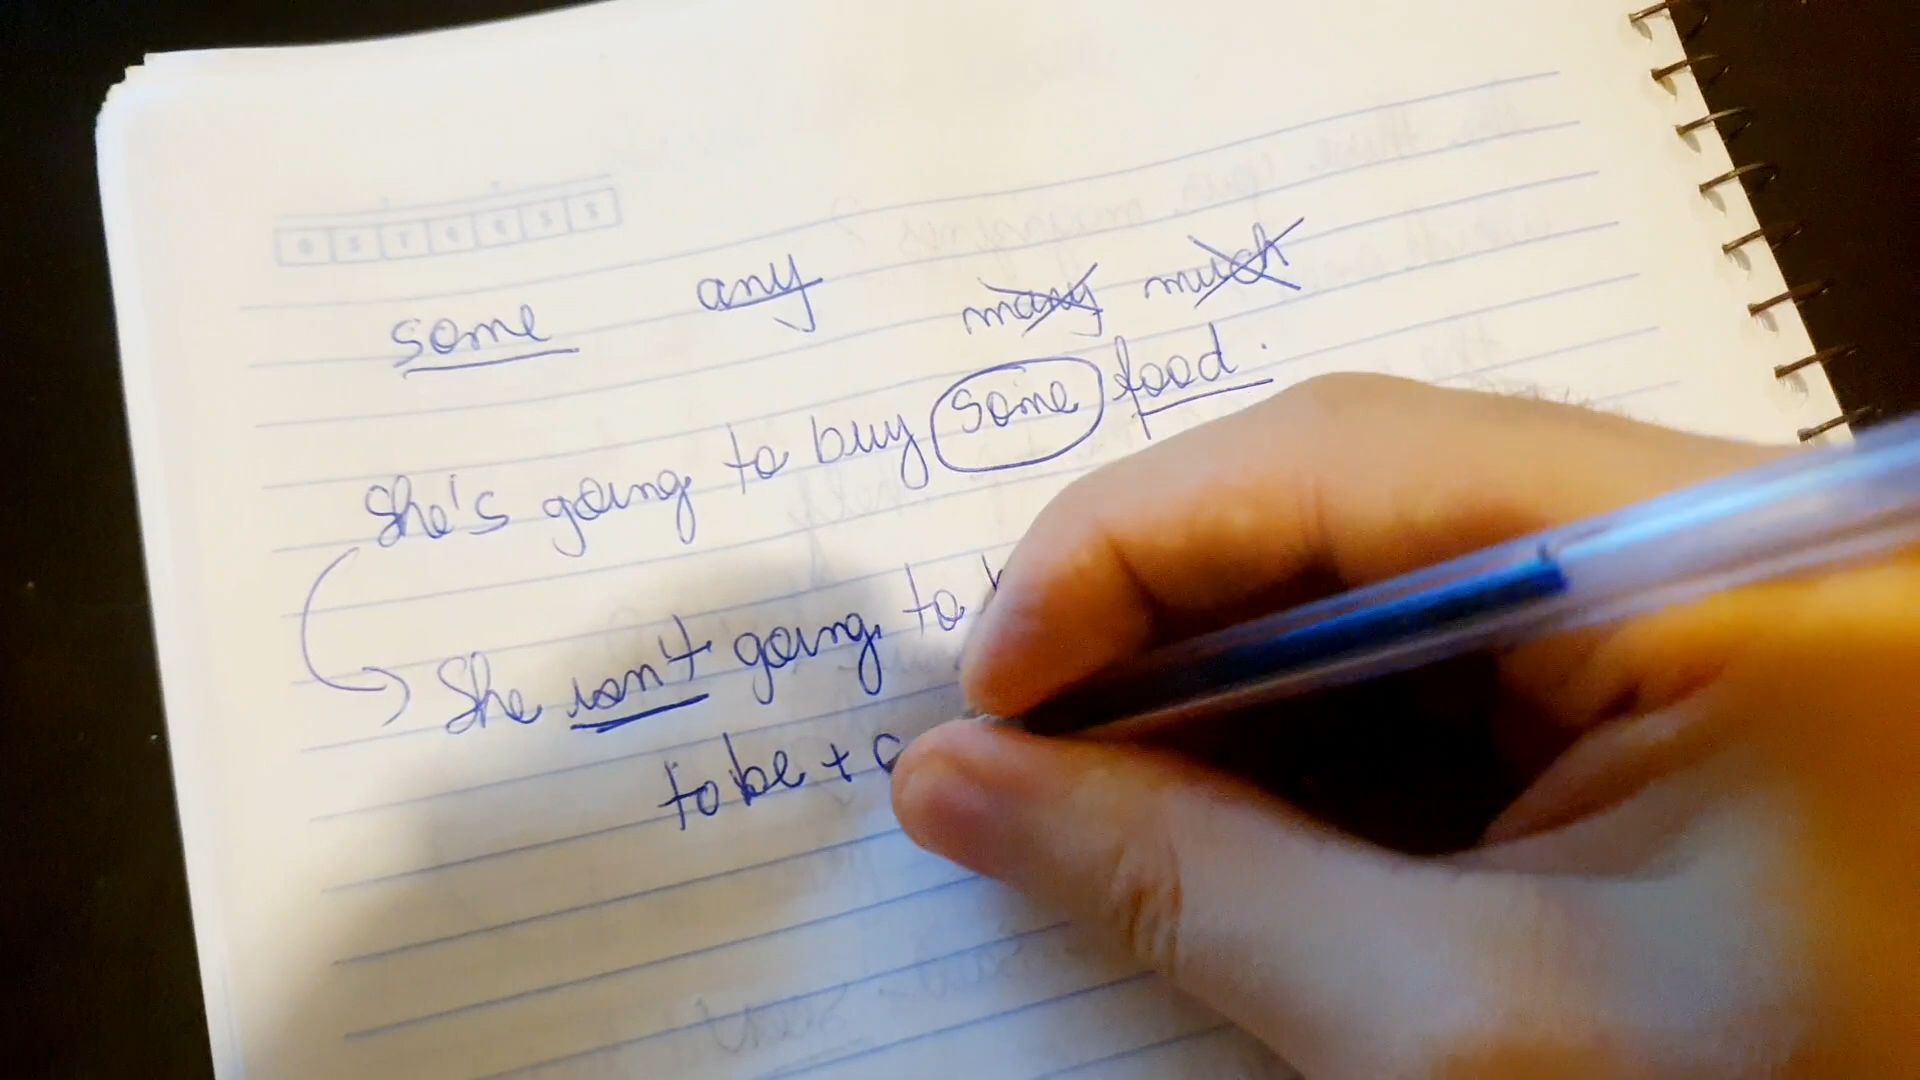 some any many much
She's going to buy some food.
She isn't going to
to be +